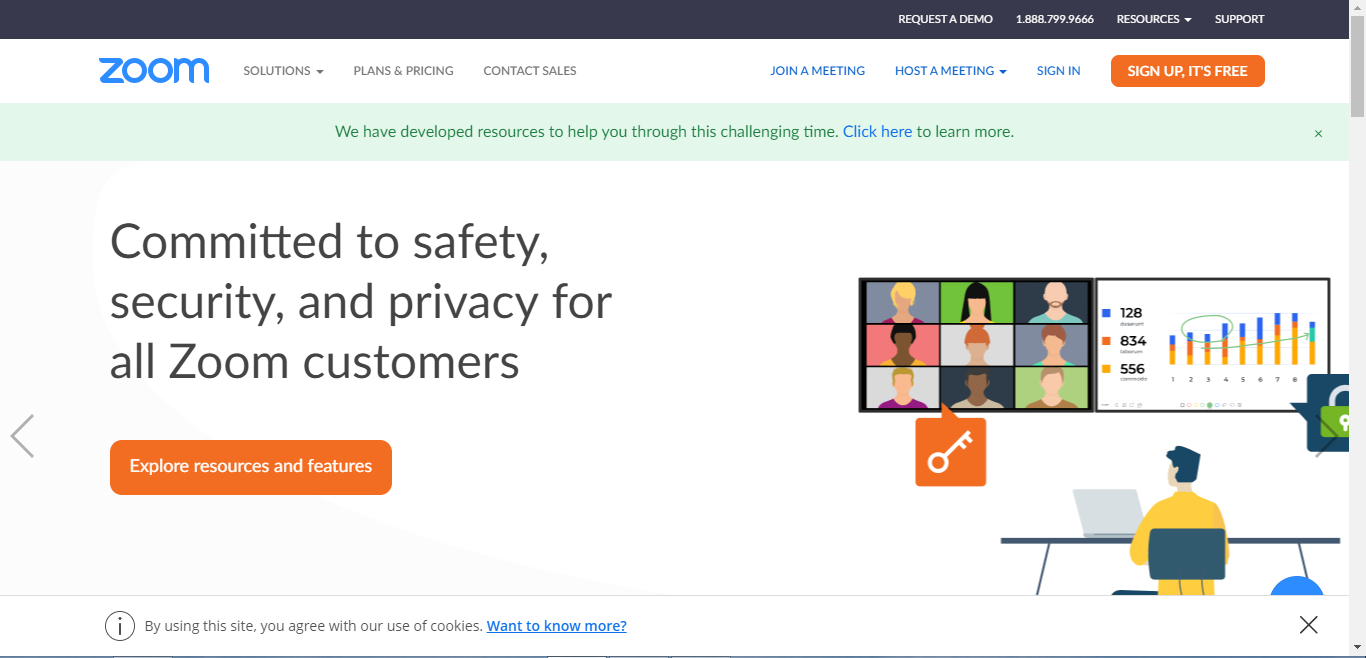 REQUEST A DEMO 1.888.799.9666 RESOURCES SUPPORT
zoom SOLUTIONS PLANS & PRICING CONTACT SALES JOIN A MEETING HOST A MEETING SIGN IN SIGN UP, IT'S FREE
We have developed resources to help you through this challenging time. Click here to learn more. ×
Committed to safety,
security, and privacy for
all Zoom customers
128
834
556
1 2 3 4 5 6 7 8
Explore resources and features
By using this site, you agree with our use of cookies. Want to know more?